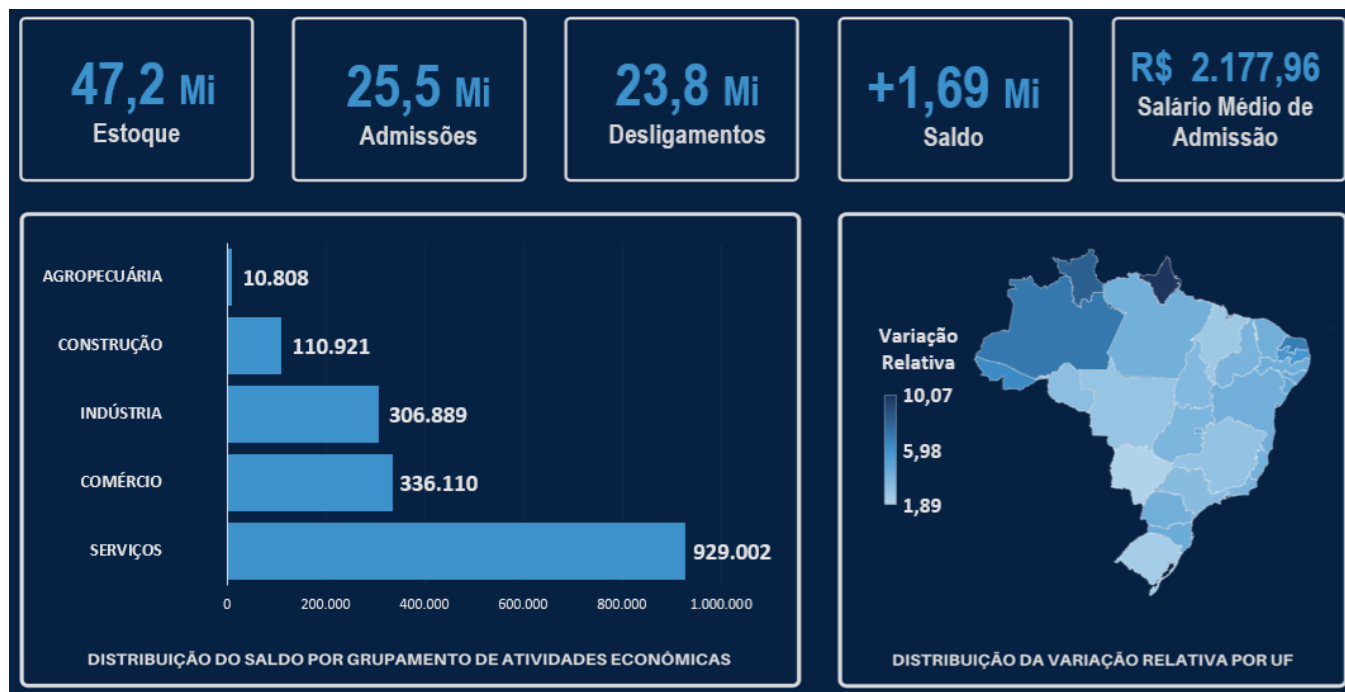 47,2 Mi
Estoque
25,5 Mi
Admissões
23,8 Mi
Desligamentos
+1,69 Mi
Saldo
R$ 2.177,96
Salário Médio de
Admissão
AGROPECUÁRIA
10.808
CONSTRUÇÃO
110.921
INDÚSTRIA
306.889
COMÉRCIO
336.110
SERVIÇOS
929.002
0
200.000
400.000
600.000
800.000
1.000.000
DISTRIBUIÇÃO DO SALDO POR GRUPAMENTO DE ATIVIDADES ECONÔMICAS
Variação
Relativa
10,07
5,98
1,89
DISTRIBUIÇÃO DA VARIAÇÃO RELATIVA POR UF